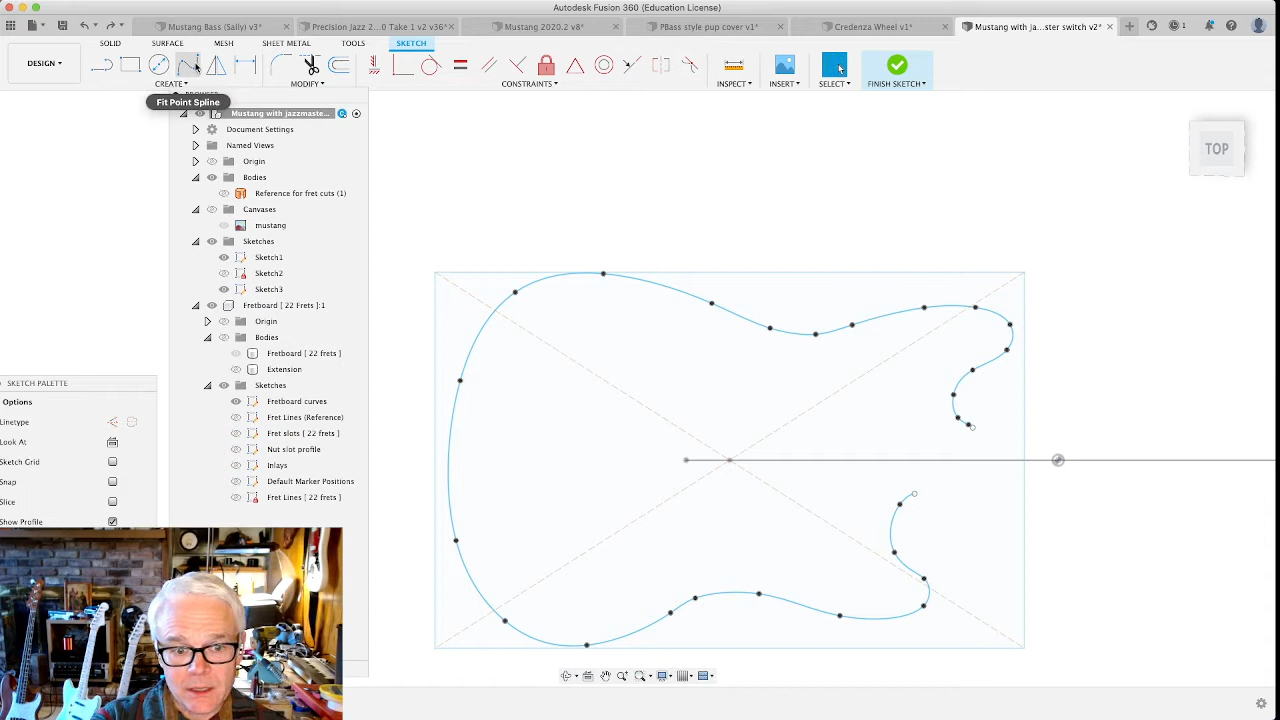 Autodesk Fusion 360 (Education License)
Mustang Bass (Sally) v3*
Precision Jazz 2...0 Take 1 v2 v36*
Mustang 2020.2 v8*
PBass style pup cover v1*
Credenza Wheel v1*
Mustang with ja...ster switch v2*
1
SOLID
SURFACE
MESH
SHEET METAL
TOOLS
SKETCH
DESIGN
CREATE
MODIFY
CONSTRAINTS
INSPECT
INSERT
SELECT
FINISH SKETCH
Fit Point Spline
Mustang with jazzmaste...
Document Settings
Named Views
Origin
Bodies
Reference for fret cuts (1)
Canvases
mustang
Sketches
Sketch1
Sketch2
Sketch3
Fretboard [ 22 Frets ]:1
Origin
Bodies
Fretboard [ 22 frets ]
Extension
Sketches
Fretboard curves
Fret Lines (Reference)
Fret slots [ 22 frets ]
Nut slot profile
Inlays
Default Marker Positions
Fret Lines [ 22 frets ]
SKETCH PALETTE
Options
Linetype
Look At
Sketch Grid
Snap
Slice
Show Profile
TOP